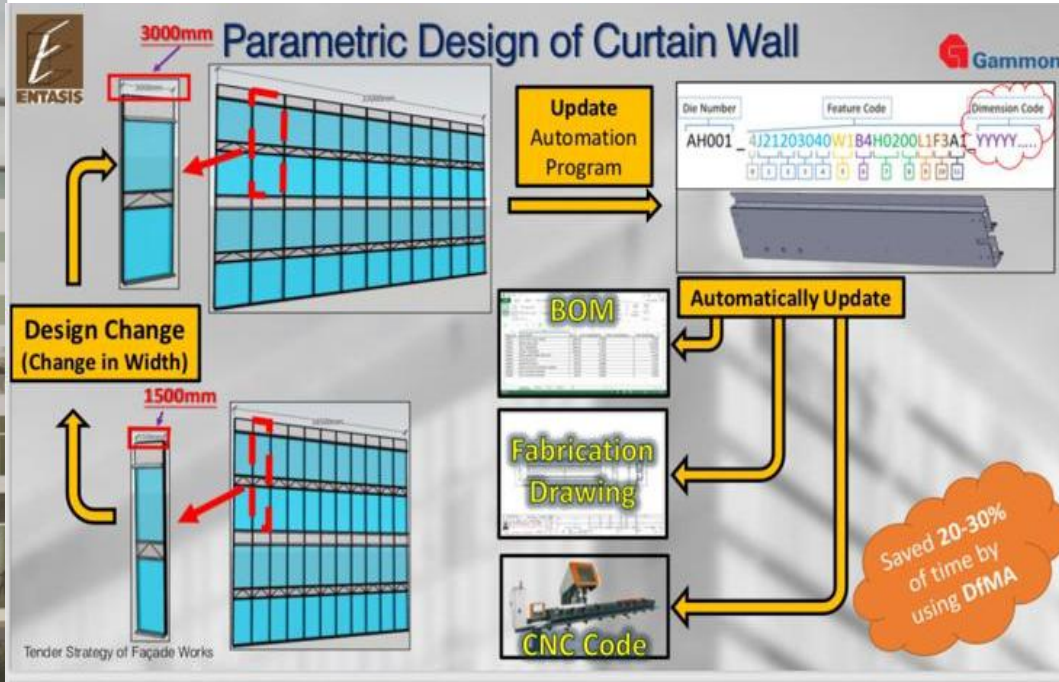 ENTASIS
3000mm
Parametric Design of Curtain Wall
Gammon
3000mm
33000mm
Update
Automation
Program
Die Number
Feature Code
Dimension Code
AH001_4J21203040W1B4H0200L1F3A1_YYYYY.....
Design Change
(Change in Width)
1500mm
BOM
Automatically Update
Fabrication
Drawing
CNC Code
Saved 20-30%
of time by
using DfMA
Tender Strategy of Façade Works